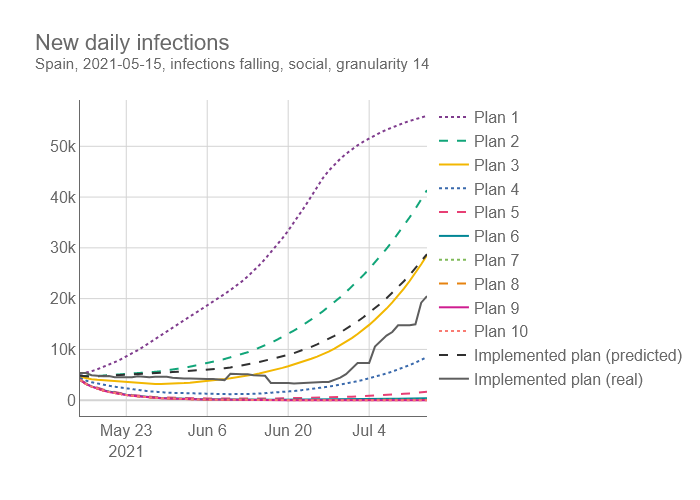 New daily infections
Spain, 2021-05-15, infections falling, social, granularity 14
50k
40k
30k
20k
10k
0
May 23
2021
Jun 6
Jun 20
Jul 4
Plan 1
Plan 2
Plan 3
Plan 4
Plan 5
Plan 6
Plan 7
Plan 8
Plan 9
Plan 10
Implemented plan (predicted)
Implemented plan (real)